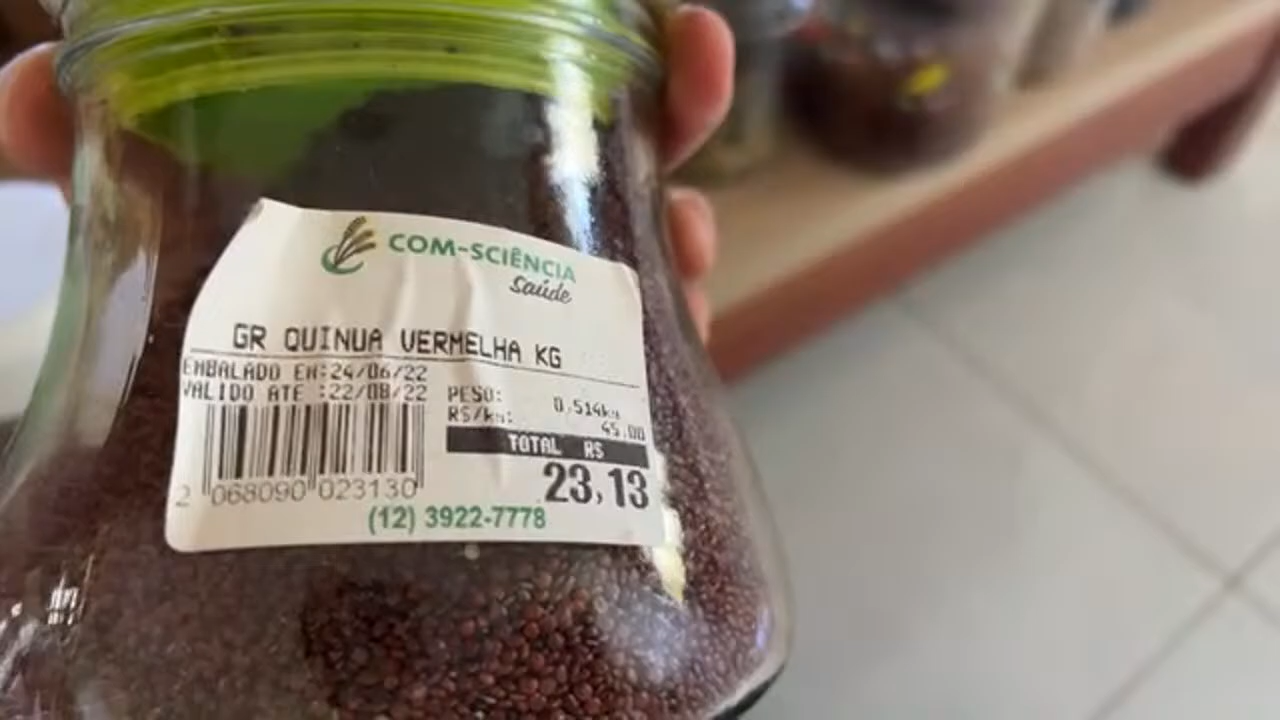 COM-SCIÊNCIA
saúde
GR QUINUA VERMELHA KG
EMBALADO EM:24/06/22
VALIDO ATE :22/08/22
PESO: 0,514kg
R$/kg: 45,00
TOTAL R$
23,13
2 068090 023130
(12) 3922-7778